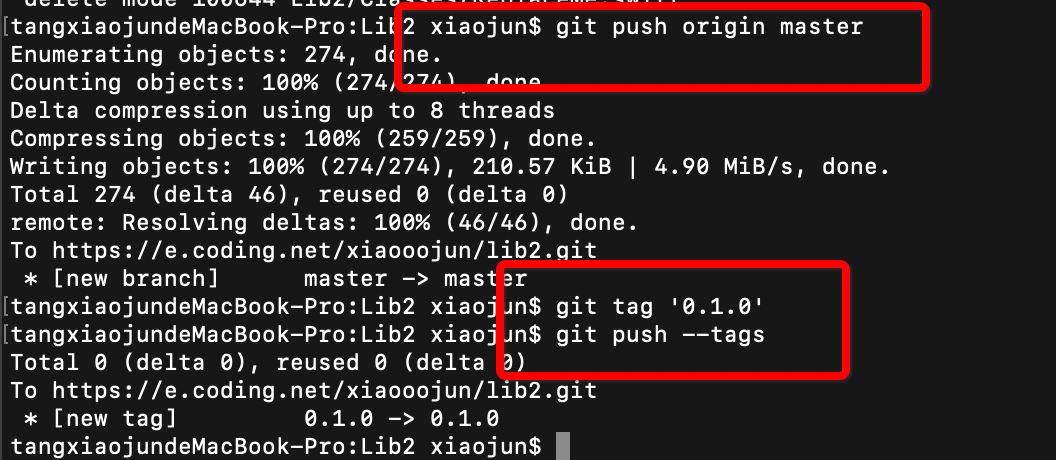 delete mode 100644 Lib2/Classes/ReplaceMe.swift
[tangxiaojundeMacBook-Pro:Lib2 xiaojun$ git push origin master
Enumerating objects: 274, done.
Counting objects: 100% (274/274), done.
Delta compression using up to 8 threads
Compressing objects: 100% (259/259), done.
Writing objects: 100% (274/274), 210.57 KiB | 4.90 MiB/s, done.
Total 274 (delta 46), reused 0 (delta 0)
remote: Resolving deltas: 100% (46/46), done.
To https://e.coding.net/xiaooojun/lib2.git
 * [new branch]      master -> master
[tangxiaojundeMacBook-Pro:Lib2 xiaojun$ git tag '0.1.0'
[tangxiaojundeMacBook-Pro:Lib2 xiaojun$ git push --tags
Total 0 (delta 0), reused 0 (delta 0)
To https://e.coding.net/xiaooojun/lib2.git
 * [new tag]         0.1.0 -> 0.1.0
tangxiaojundeMacBook-Pro:Lib2 xiaojun$